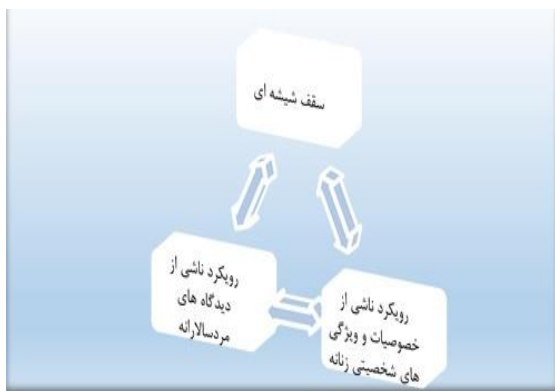 سقف شیشه ای
رویکرد ناشی از
خصوصیات و ویژگی
های شخصیتی زنانه
رویکرد ناشی از
دیدگاه های
مردسالارانه